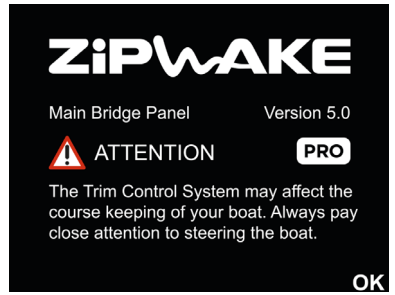 ZIPWAKE
Main Bridge Panel Version 5.0
ATTENTION PRO
The Trim Control System may affect the
course keeping of your boat. Always pay
close attention to steering the boat.
OK